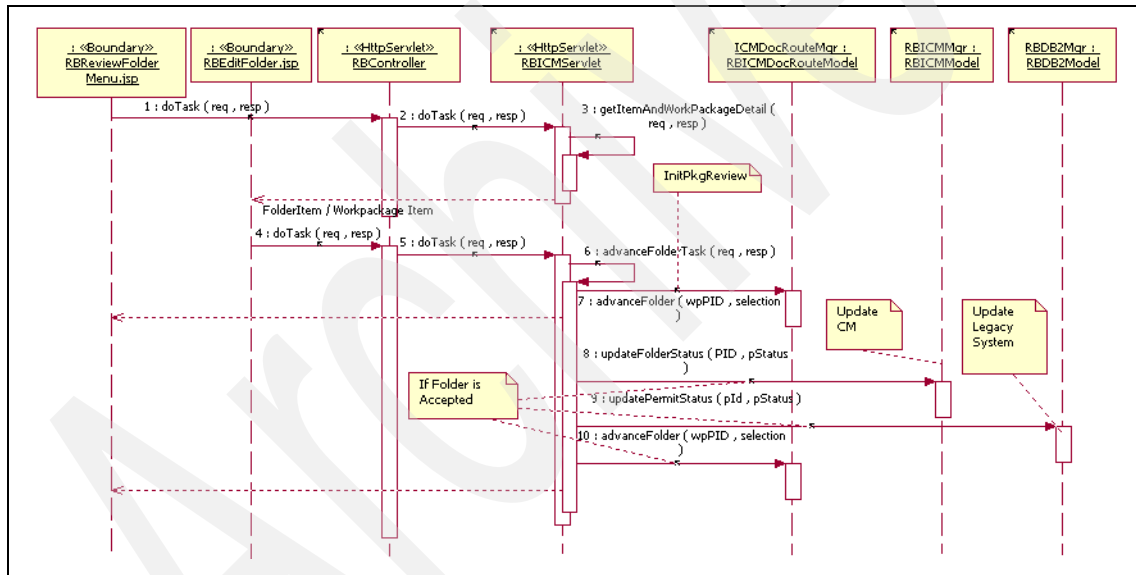 : «Boundary»
RBReviewFolder
Menu.jsp
: «Boundary»
RBEditFolder.jsp
: «HttpServlet»
RBController
: «HttpServlet»
RBICMServlet
ICMDocRouteMgr :
RBICMDocRouteModel
RBICMMgr :
RBICMModel
RBDB2Mgr :
RBDB2Model
1 : doTask ( req , resp )
2 : doTask ( req , resp )
3 : getItemAndWorkPackageDetail (
req , resp )
InitPkgReview
FolderItem / Workpackage Item
4 : doTask ( req , resp )
5 : doTask ( req , resp )
6 : advanceFolderTask ( req , resp )
7 : advanceFolder ( wpPID , selection
)
Update
CM
Update
Legacy
System
8 : updateFolderStatus ( PID , pStatus
)
If Folder is
Accepted
9 : updatePermitStatus ( pId , pStatus )
10 : advanceFolder ( wpPID , selection
)
Archive